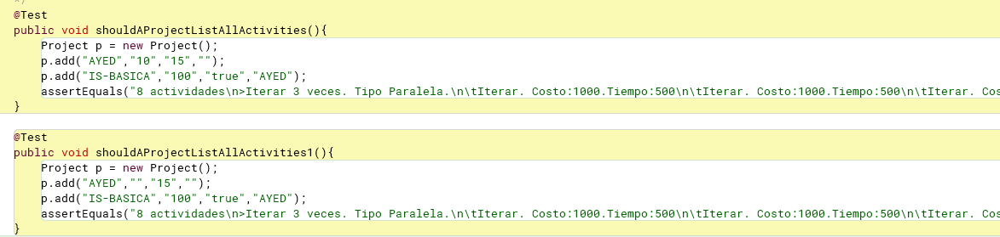 */
@Test
public void shouldAProjectListAllActivities(){
Project p = new Project();
p.add("AYED","10","15","");
p.add("IS-BASICA","100","true","AYED");
assertEquals("8 actividades\n>Iterar 3 veces. Tipo Paralela.\n\tIterar. Costo:1000.Tiempo:500\n\tIterar. Costo:1000.Tiempo:500\n\tIterar. Cos
}
@Test
public void shouldAProjectListAllActivities1(){
Project p = new Project();
p.add("AYED","","15","");
p.add("IS-BASICA","100","true","AYED");
assertEquals("8 actividades\n>Iterar 3 veces. Tipo Paralela.\n\tIterar. Costo:1000.Tiempo:500\n\tIterar. Costo:1000.Tiempo:500\n\tIterar. Cos
}